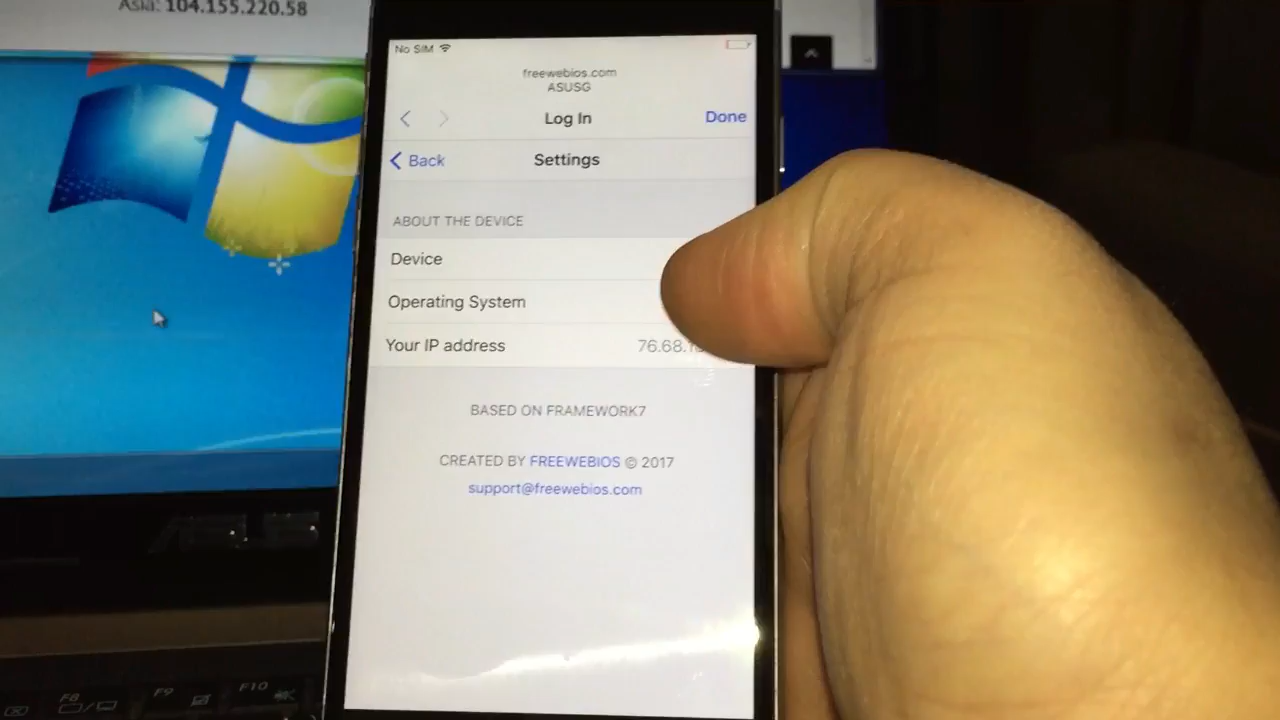 Asia: 104.155.220.58
No SIM
freewebios.com
ASUSG
Log In
Done
Back
Settings
ABOUT THE DEVICE
Device
Operating System
Your IP address
76.68.1
BASED ON FRAMEWORK7
CREATED BY FREEWEBIOS © 2017
support@freewebios.com
ASUS
F8
F9
F10